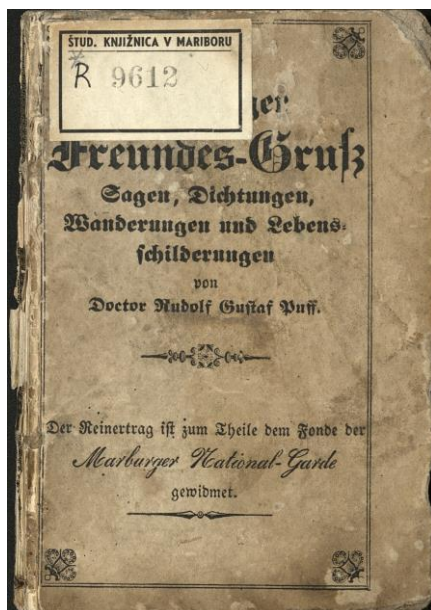 ŠTUD. KNJIŽNICA V MARIBORU
R 9612
Freundes-Gruß
Sagen, Dichtungen,
Wanderungen und Lebens-
schilderungen
von
Doctor Rudolf Gustaf Puff.
Der Reinertrag ist zum Theile dem Fonde der
Marburger National-Garde
gewidmet.